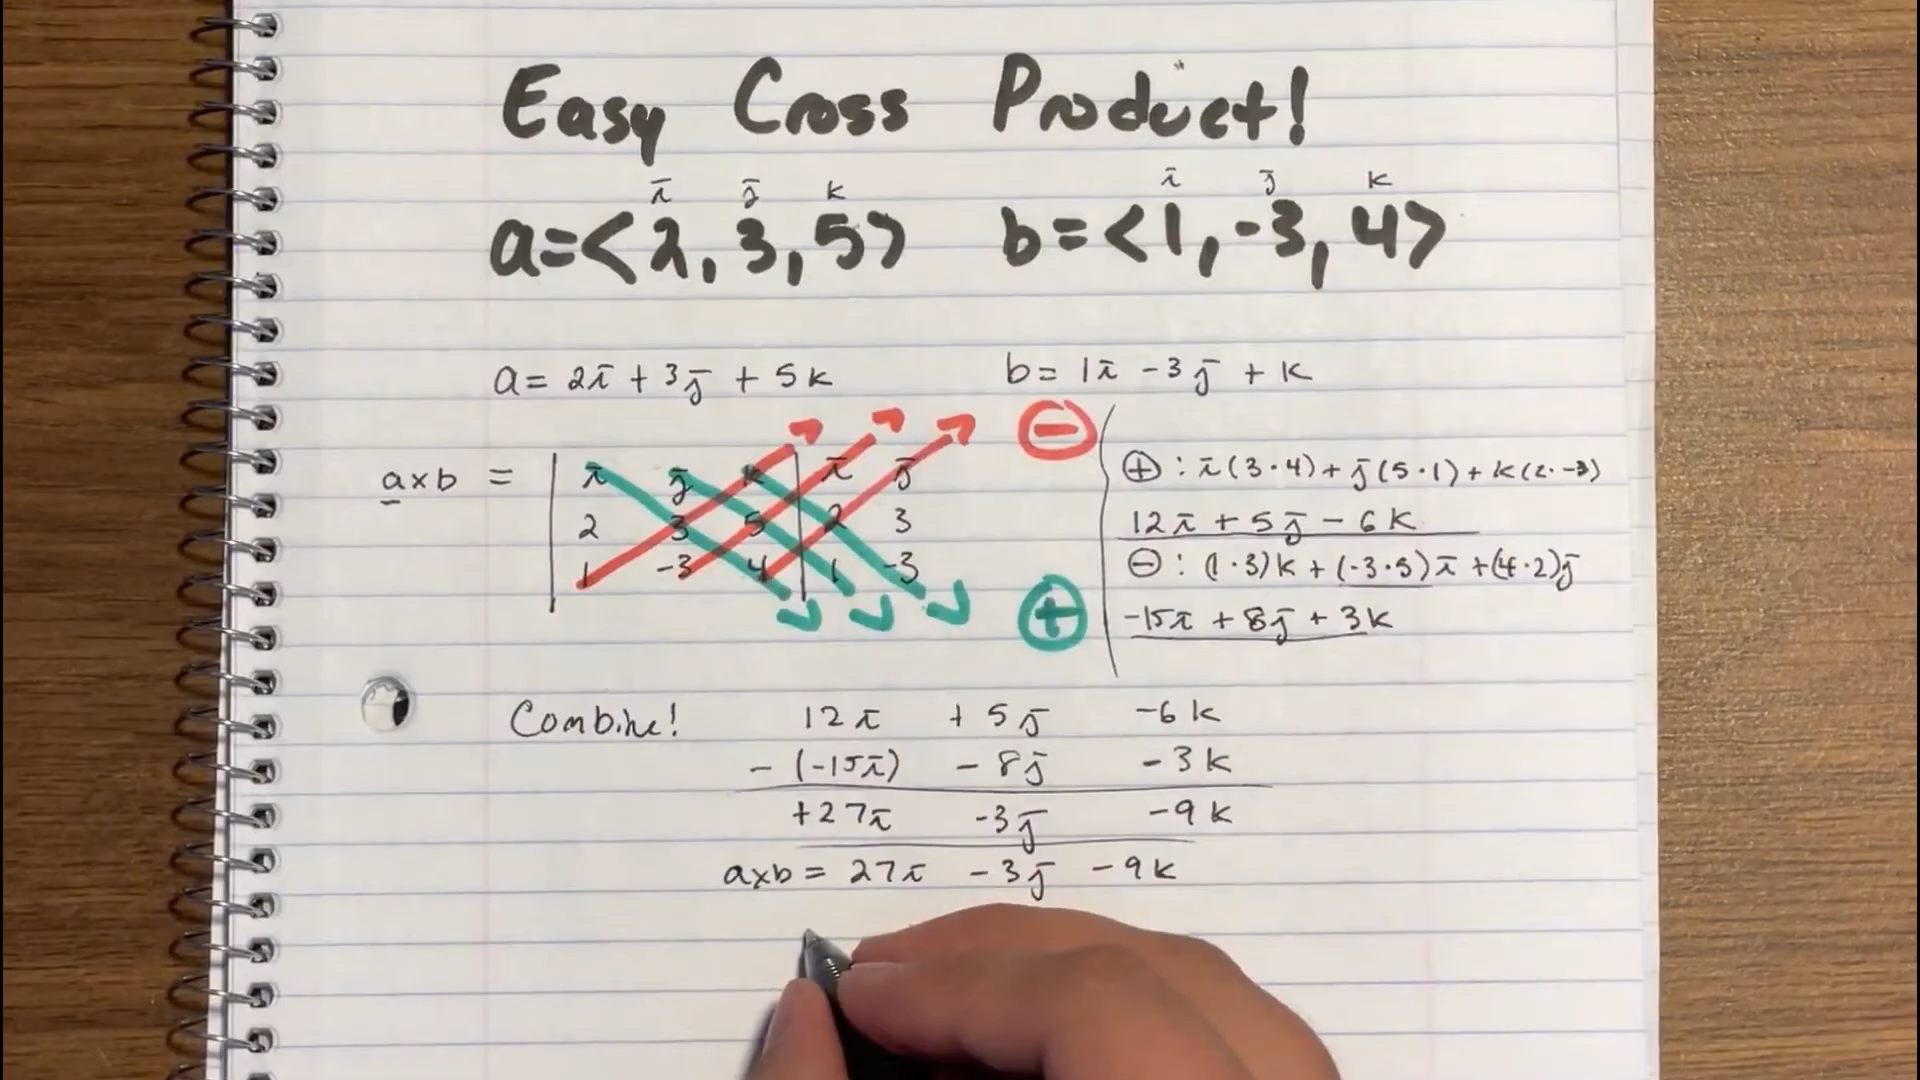 Easy Cross Product!
ī j̄ k ī j̄ k
a=<2, 3, 5> b=<1, -3, 4>
a= 2ī + 3j̄ + 5k b= 1ī -3j̄ + k
⊖
axb = | ī j̄ k | ī j̄
2 3 5 | 2 3
1 -3 4 | 1 -3
⊕
⊕: ī(3·4)+j̄(5·1)+k(2·-3)
12ī + 5j̄ - 6k
⊖: (1·3)k + (-3·5)ī +(4·2)j̄
-15ī + 8j̄ + 3k
Combine! 12ī + 5j̄ -6k
- (-15ī) - 8j̄ - 3k
+27ī -3j̄ -9k
axb = 27ī - 3j̄ - 9k